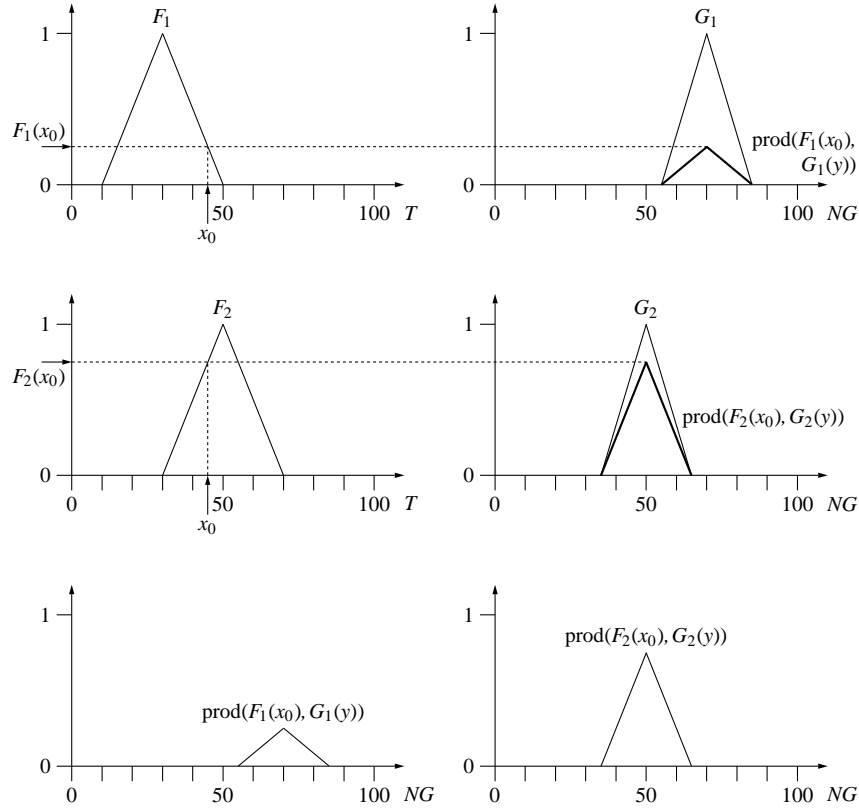 F₁ G₁
1 1
F₁(x₀) prod(F₁(x₀),
G₁(y))
0 0
0 50 100 T 0 50 100 NG
x₀
F₂ G₂
1 1
F₂(x₀)
prod(F₂(x₀), G₂(y))
0 0
0 50 100 T 0 50 100 NG
x₀
1 1
prod(F₂(x₀), G₂(y))
prod(F₁(x₀), G₁(y))
0 0
0 50 100 NG 0 50 100 NG